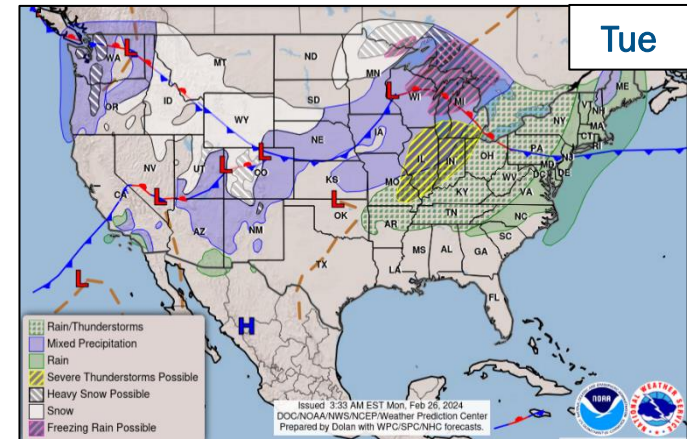 Tue
L
WA
MT
ND
MN
ME
OR
ID
SD
WI
L
MI
VT
NH
NY
MA
CT
RI
WY
L
NE
IA
PA
NJ
OH
MD
DE
DC
IL
IN
WV
VA
NV
UT
L
CO
KS
MO
KY
CA
L
L
OK
AR
TN
NC
AZ
NM
SC
MS
AL
GA
TX
LA
L
FL
H
Rain/Thunderstorms
Mixed Precipitation
Rain
Severe Thunderstorms Possible
Heavy Snow Possible
Snow
Freezing Rain Possible
Issued 3:33 AM EST Mon, Feb 26, 2024
DOC/NOAA/NWS/NCEP/Weather Prediction Center
Prepared by Dolan with WPC/SPC/NHC forecasts.
NOAA
NATIONAL WEATHER SERVICE